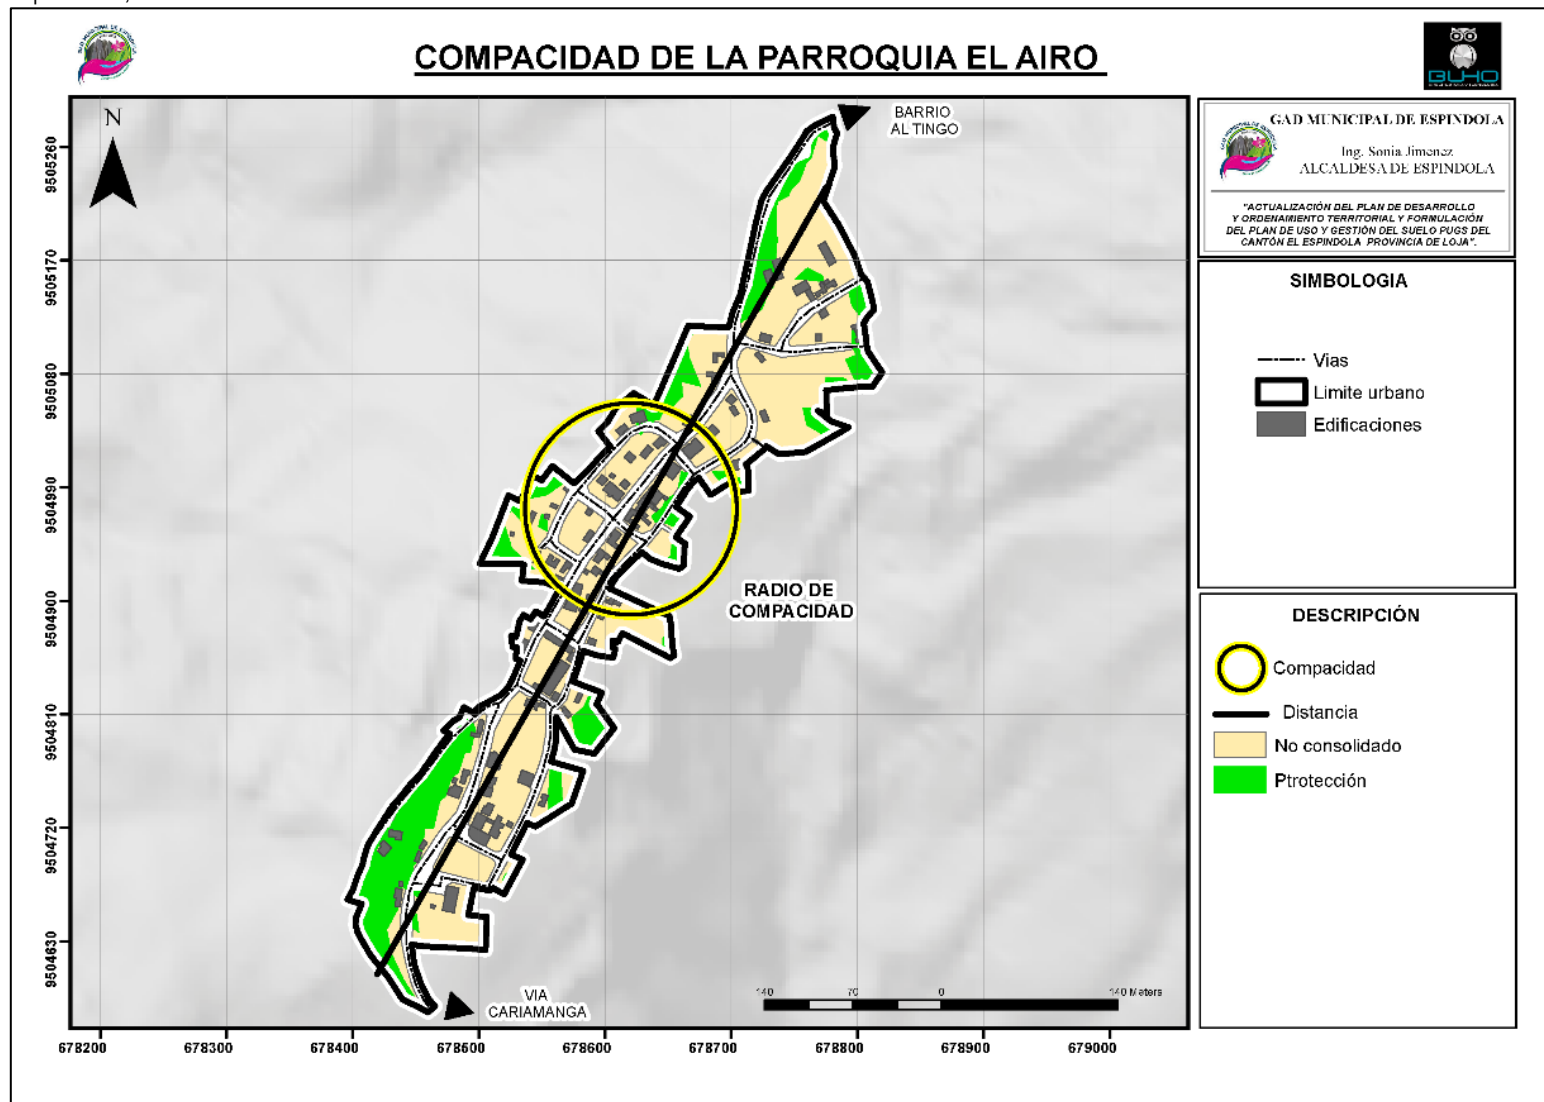 COMPACIDAD DE LA PARROQUIA EL AIRO
GAD MUNICIPAL DE ESPINDOLA
BUHO
N
BARRIO
AL TINGO
RADIO DE
COMPACIDAD
VIA
CARIAMANGA
140 70 0 140 Meters
9505260
9505170
9505080
9504990
9504900
9504810
9504720
9504630
678200 678300 678400 678500 678600 678700 678800 678900 679000
GAD MUNICIPAL DE ESPINDOLA
Ing. Sonia Jimenez
ALCALDESA DE ESPINDOLA
"ACTUALIZACIÓN DEL PLAN DE DESARROLLO
Y ORDENAMIENTO TERRITORIAL Y FORMULACIÓN
DEL PLAN DE USO Y GESTIÓN DEL SUELO PUGS DEL
CANTÓN EL ESPINDOLA PROVINCIA DE LOJA".
SIMBOLOGIA
Vias
Limite urbano
Edificaciones
DESCRIPCIÓN
Compacidad
Distancia
No consolidado
Ptrotección